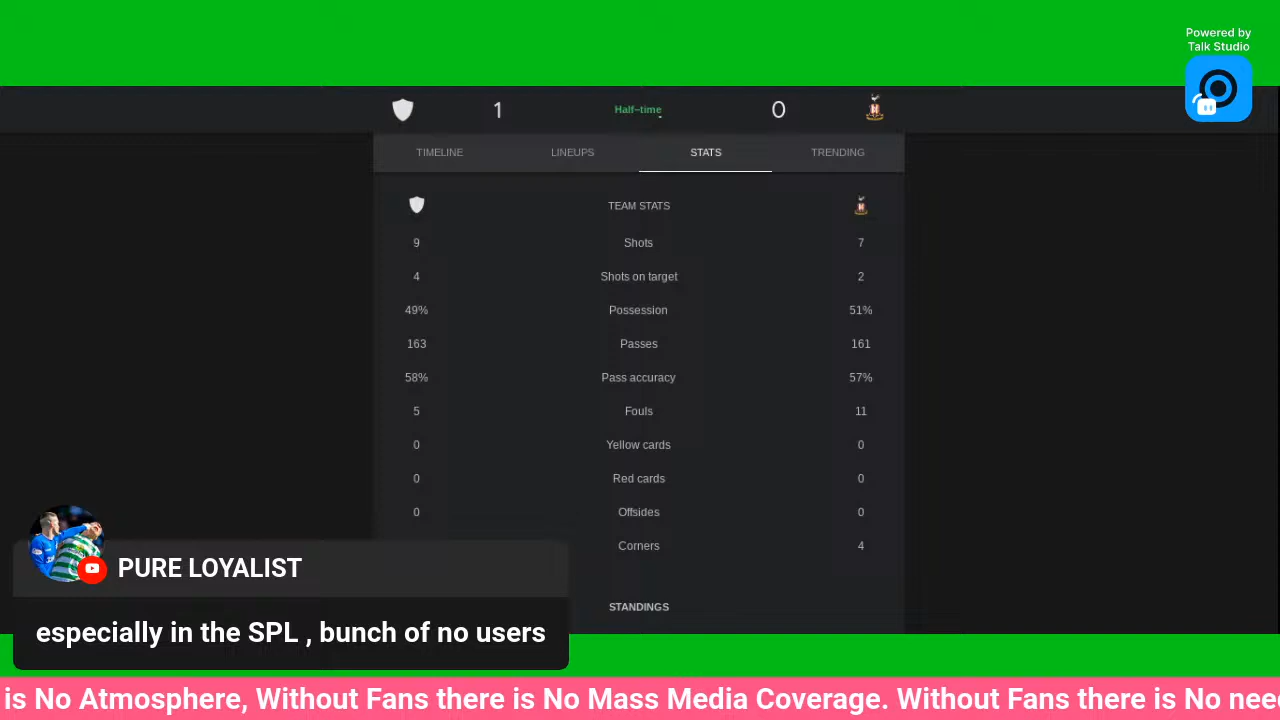 Powered by
Talk Studio
1 Half-time 0
TIMELINE LINEUPS STATS TRENDING
TEAM STATS
9 Shots 7
4 Shots on target 2
49% Possession 51%
163 Passes 161
58% Pass accuracy 57%
5 Fouls 11
0 Yellow cards 0
0 Red cards 0
0 Offsides 0
Corners 4
STANDINGS
PURE LOYALIST
especially in the SPL , bunch of no users
is No Atmosphere, Without Fans there is No Mass Media Coverage. Without Fans there is No nee